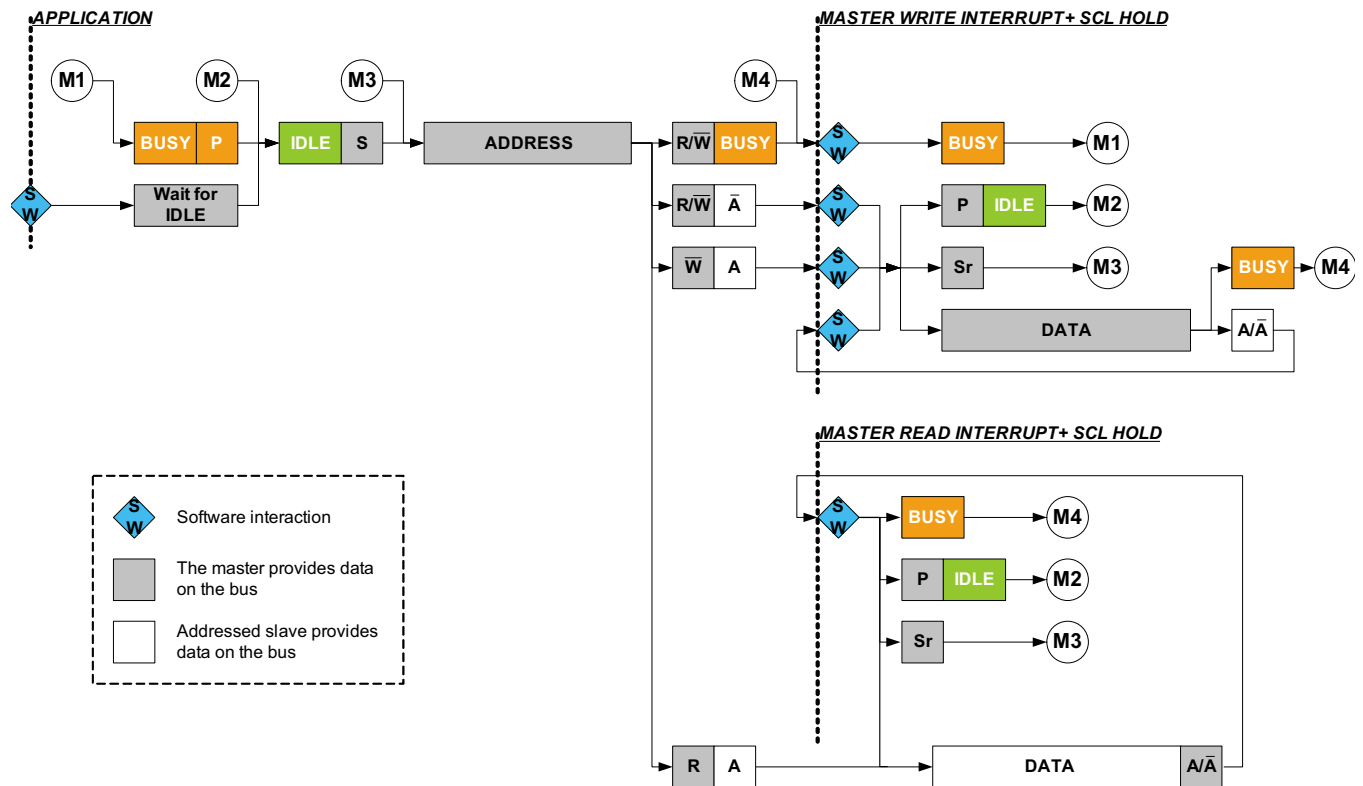 APPLICATION
MASTER WRITE INTERRUPT+ SCL HOLD
M1
M2
M3
M4
BUSY P
IDLE S
ADDRESS
R/W̅ BUSY
S
W
BUSY
M1
S
W
Wait for
IDLE
R/W̅ A̅
S
W
P IDLE
M2
W̅ A
S
W
Sr
M3
BUSY
M4
S
W
DATA
A/A̅
MASTER READ INTERRUPT+ SCL HOLD
S
W
BUSY
M4
P IDLE
M2
Sr
M3
S
W
Software interaction
The master provides data
on the bus
Addressed slave provides
data on the bus
R A
DATA
A/A̅